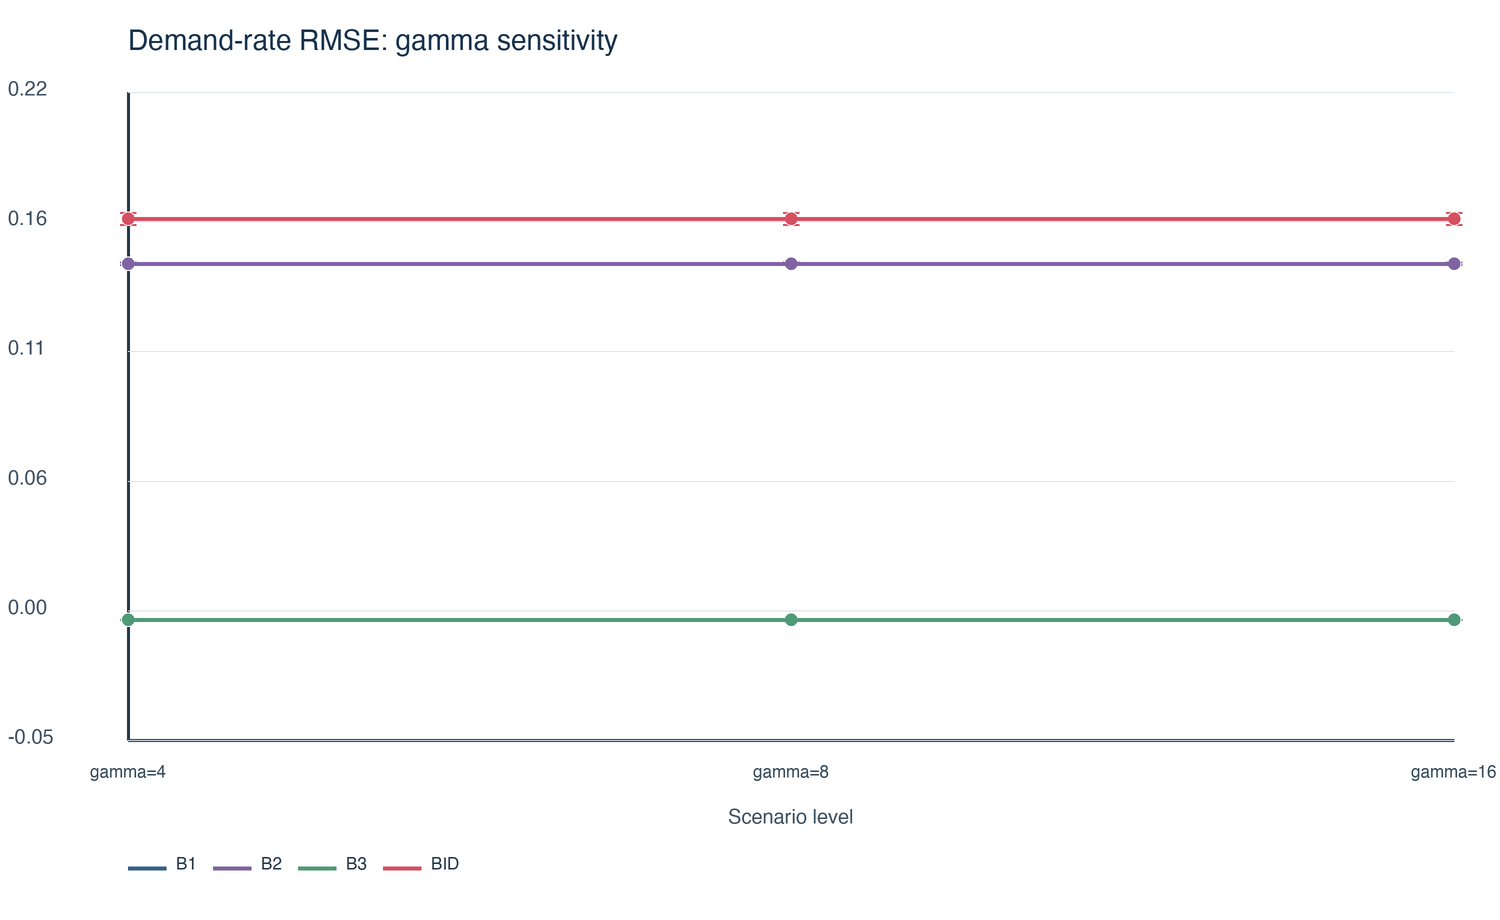 Demand-rate RMSE: gamma sensitivity
0.22
0.16
0.11
0.06
0.00
-0.05
gamma=4 gamma=8 gamma=16
Scenario level
B1 B2 B3 BID